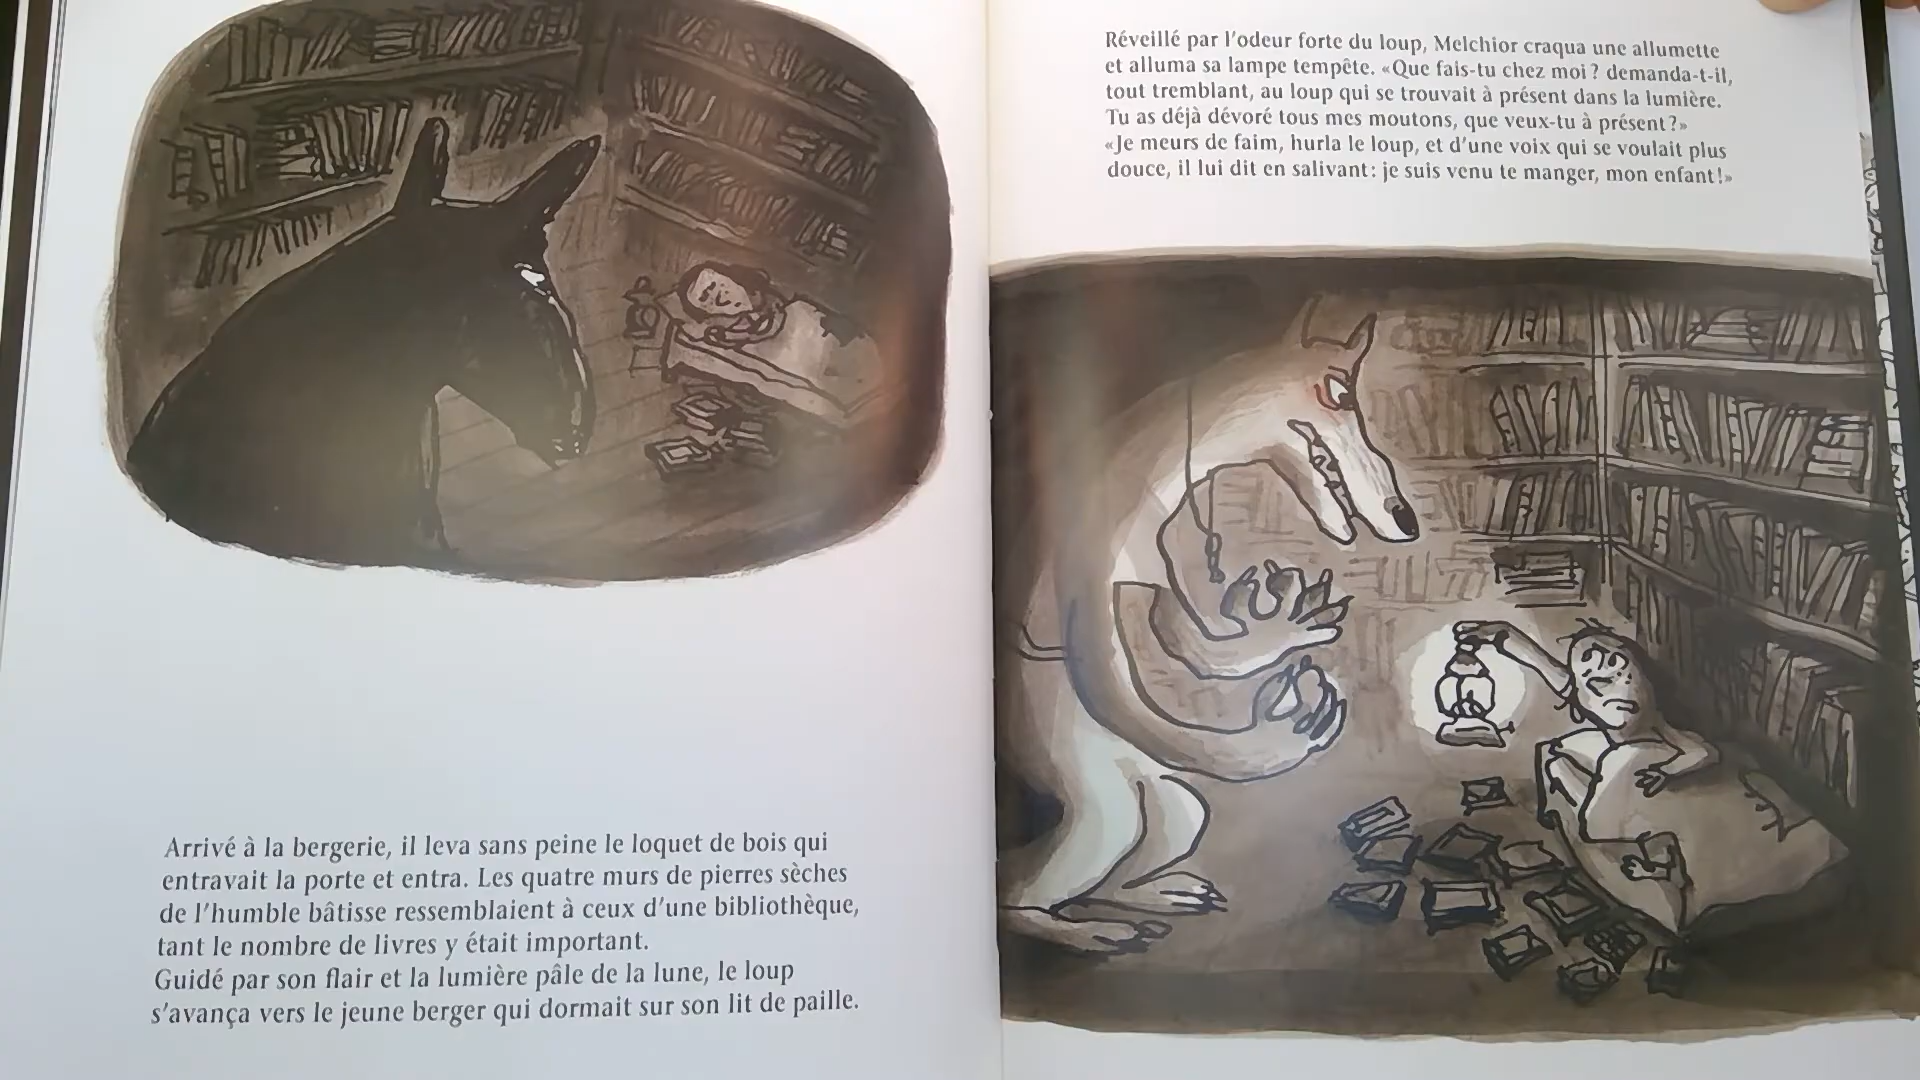 Arrivé à la bergerie, il leva sans peine le loquet de bois qui
entravait la porte et entra. Les quatre murs de pierres sèches
de l'humble bâtisse ressemblaient à ceux d'une bibliothèque,
tant le nombre de livres y était important.
Guidé par son flair et la lumière pâle de la lune, le loup
s'avança vers le jeune berger qui dormait sur son lit de paille.
Réveillé par l'odeur forte du loup, Melchior craqua une allumette
et alluma sa lampe tempête. «Que fais-tu chez moi? demanda-t-il,
tout tremblant, au loup qui se trouvait à présent dans la lumière.
Tu as déjà dévoré tous mes moutons, que veux-tu à présent?»
«Je meurs de faim, hurla le loup, et d'une voix qui se voulait plus
douce, il lui dit en salivant: je suis venu te manger, mon enfant!»